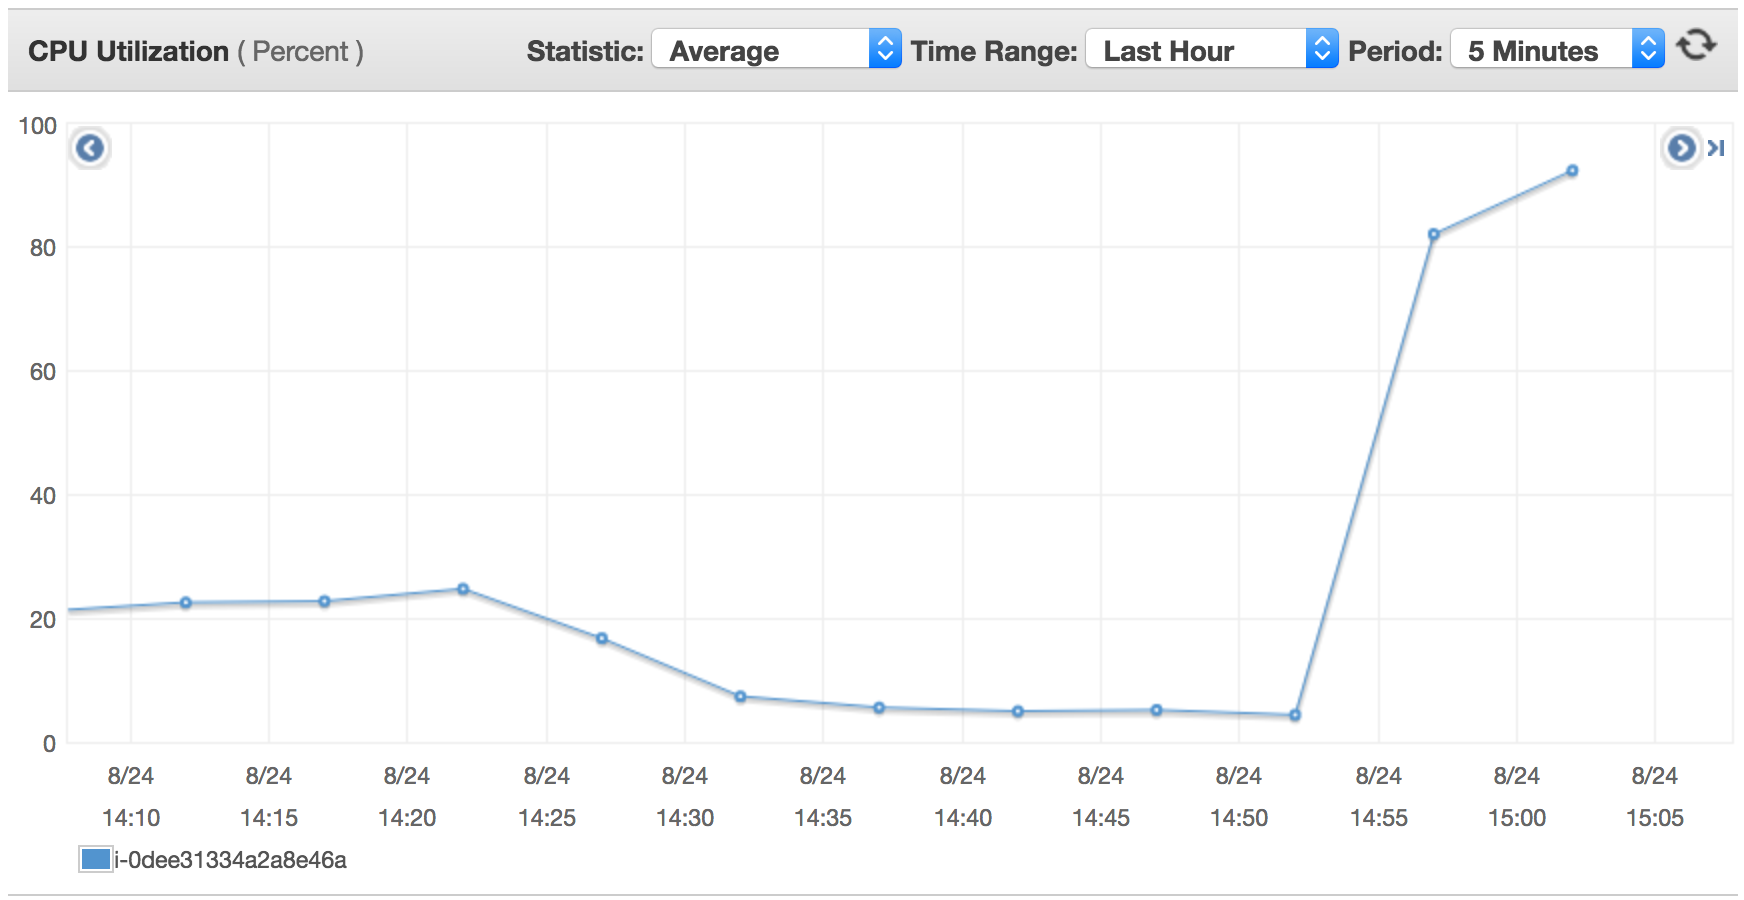 CPU Utilization ( Percent ) Statistic: Average Time Range: Last Hour Period: 5 Minutes
100
80
60
40
20
0
8/24 8/24 8/24 8/24 8/24 8/24 8/24 8/24 8/24 8/24 8/24 8/24
14:10 14:15 14:20 14:25 14:30 14:35 14:40 14:45 14:50 14:55 15:00 15:05
i-0dee31334a2a8e46a